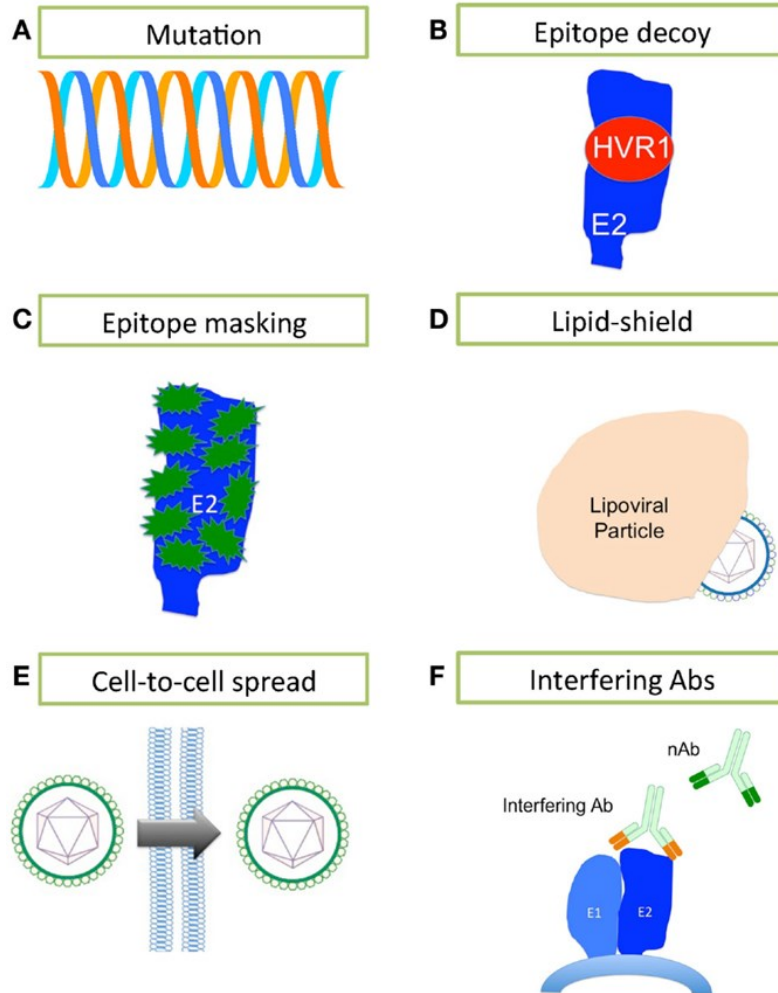 A Mutation
B Epitope decoy
HVR1
E2
C Epitope masking
E2
D Lipid-shield
Lipoviral
Particle
E Cell-to-cell spread
F Interfering Abs
nAb
Interfering Ab
E1 E2